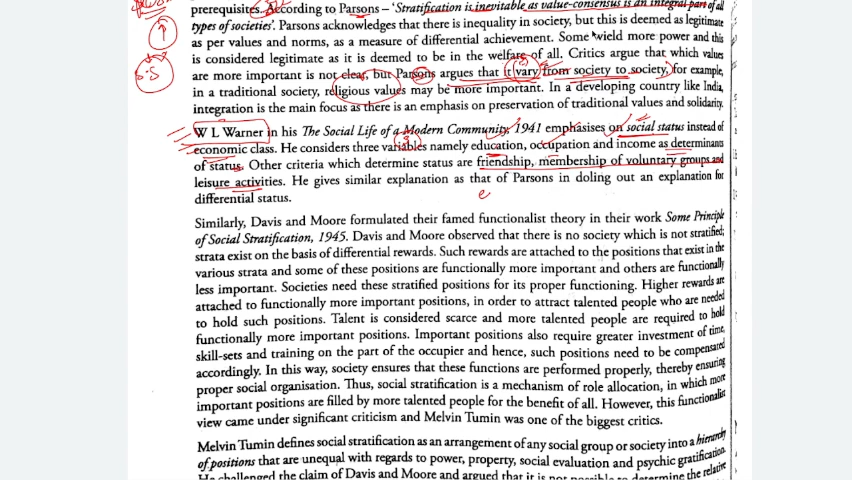 prerequisites. According to Parsons – 'Stratification is inevitable as value-consensus is an integral part of all
types of societies'. Parsons acknowledges that there is inequality in society, but this is deemed as legitimate
as per values and norms, as a measure of differential achievement. Some wield more power and this
is considered legitimate as it is deemed to be in the welfare of all. Critics argue that which values
are more important is not clear, but Parsons argues that it vary from society to society, for example,
in a traditional society, religious values may be more important. In a developing country like India,
integration is the main focus as there is an emphasis on preservation of traditional values and solidarity.
W L Warner in his The Social Life of a Modern Community, 1941 emphasises on social status instead of
economic class. He considers three variables namely education, occupation and income as determinants
of status. Other criteria which determine status are friendship, membership of voluntary groups and
leisure activities. He gives similar explanation as that of Parsons in doling out an explanation for
differential status.
Similarly, Davis and Moore formulated their famed functionalist theory in their work Some Principle
of Social Stratification, 1945. Davis and Moore observed that there is no society which is not stratified;
strata exist on the basis of differential rewards. Such rewards are attached to the positions that exist in the
various strata and some of these positions are functionally more important and others are functionally
less important. Societies need these stratified positions for its proper functioning. Higher rewards are
attached to functionally more important positions, in order to attract talented people who are needed
to hold such positions. Talent is considered scarce and more talented people are required to hold
functionally more important positions. Important positions also require greater investment of time,
skill-sets and training on the part of the occupier and hence, such positions need to be compensated
accordingly. In this way, society ensures that these functions are performed properly, thereby ensuring
proper social organisation. Thus, social stratification is a mechanism of role allocation, in which more
important positions are filled by more talented people for the benefit of all. However, this functionalist
view came under significant criticism and Melvin Tumin was one of the biggest critics.
Melvin Tumin defines social stratification as an arrangement of any social group or society into a hierarchy
of positions that are unequal with regards to power, property, social evaluation and psychic gratification.
He challenged the claim of Davis and Moore and argued that it is not possible to determine the relative